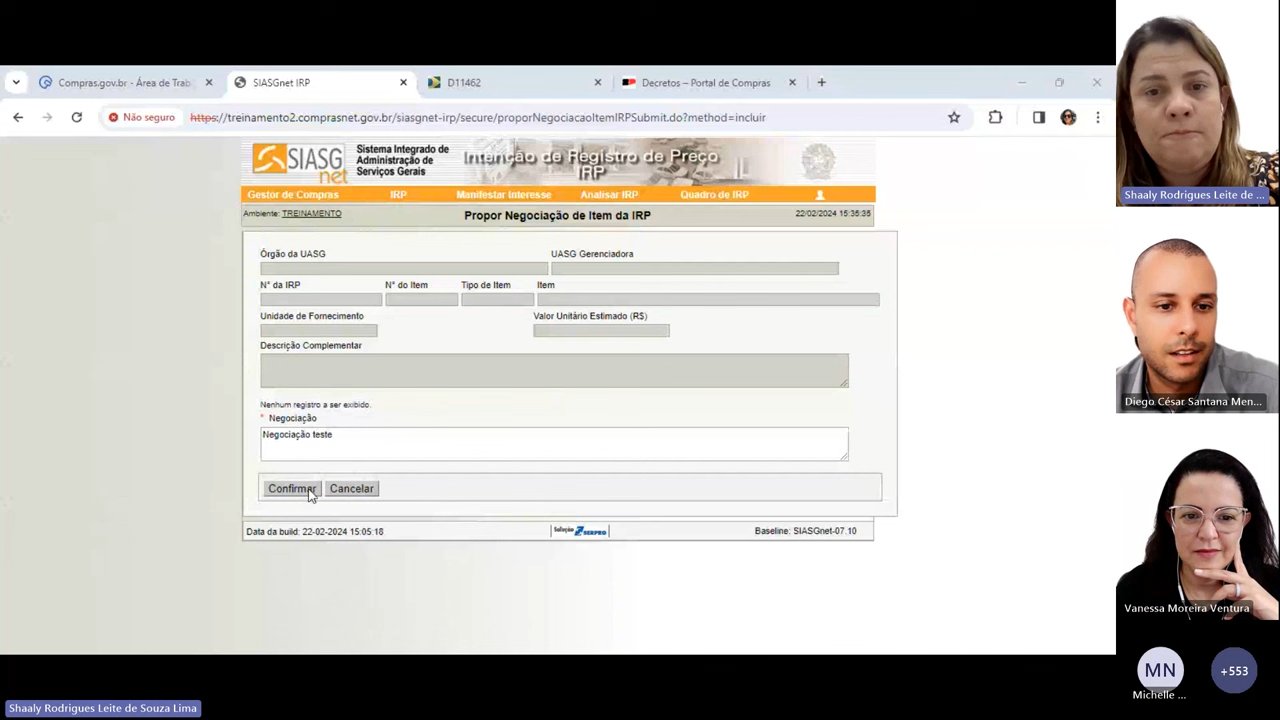 Compras.gov.br - Área de Trab
SIASGnet IRP
D11462
Decretos – Portal de Compras
Não seguro
https://treinamento2.comprasnet.gov.br/siasgnet-irp/secure/proporNegociacaoItemIRPSubmit.do?method=incluir
SIASG
net
Sistema Integrado de
Administração de
Serviços Gerais
Intenção de Registro de Preço
IRP
Gestor de Compras IRP Manifestar Interesse Analisar IRP Quadro de IRP
Ambiente: TREINAMENTO Propor Negociação de Item da IRP 22/02/2024 15:35:35
Órgão da UASG UASG Gerenciadora
N° da IRP N° do Item Tipo de Item Item
Unidade de Fornecimento Valor Unitário Estimado (R$)
Descrição Complementar
Nenhum registro a ser exibido.
* Negociação
Negociação teste
Confirmar Cancelar
Data da build: 22-02-2024 15:05:18 Solução SERPRO Baseline: SIASGnet-07.10
Shaaly Rodrigues Leite de ...
Diego César Santana Men...
Vanessa Moreira Ventura
MN
+553
Michelle ...
Shaaly Rodrigues Leite de Souza Lima